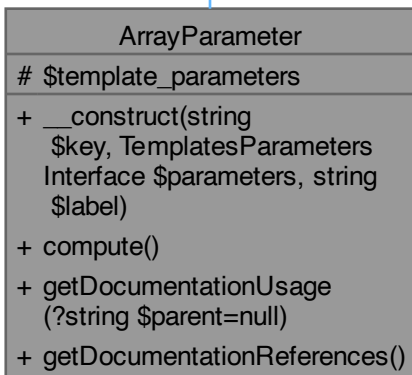 ArrayParameter
# $template_parameters
+ __construct(string
$key, TemplatesParameters
Interface $parameters, string
$label)
+ compute()
+ getDocumentationUsage
(?string $parent=null)
+ getDocumentationReferences()